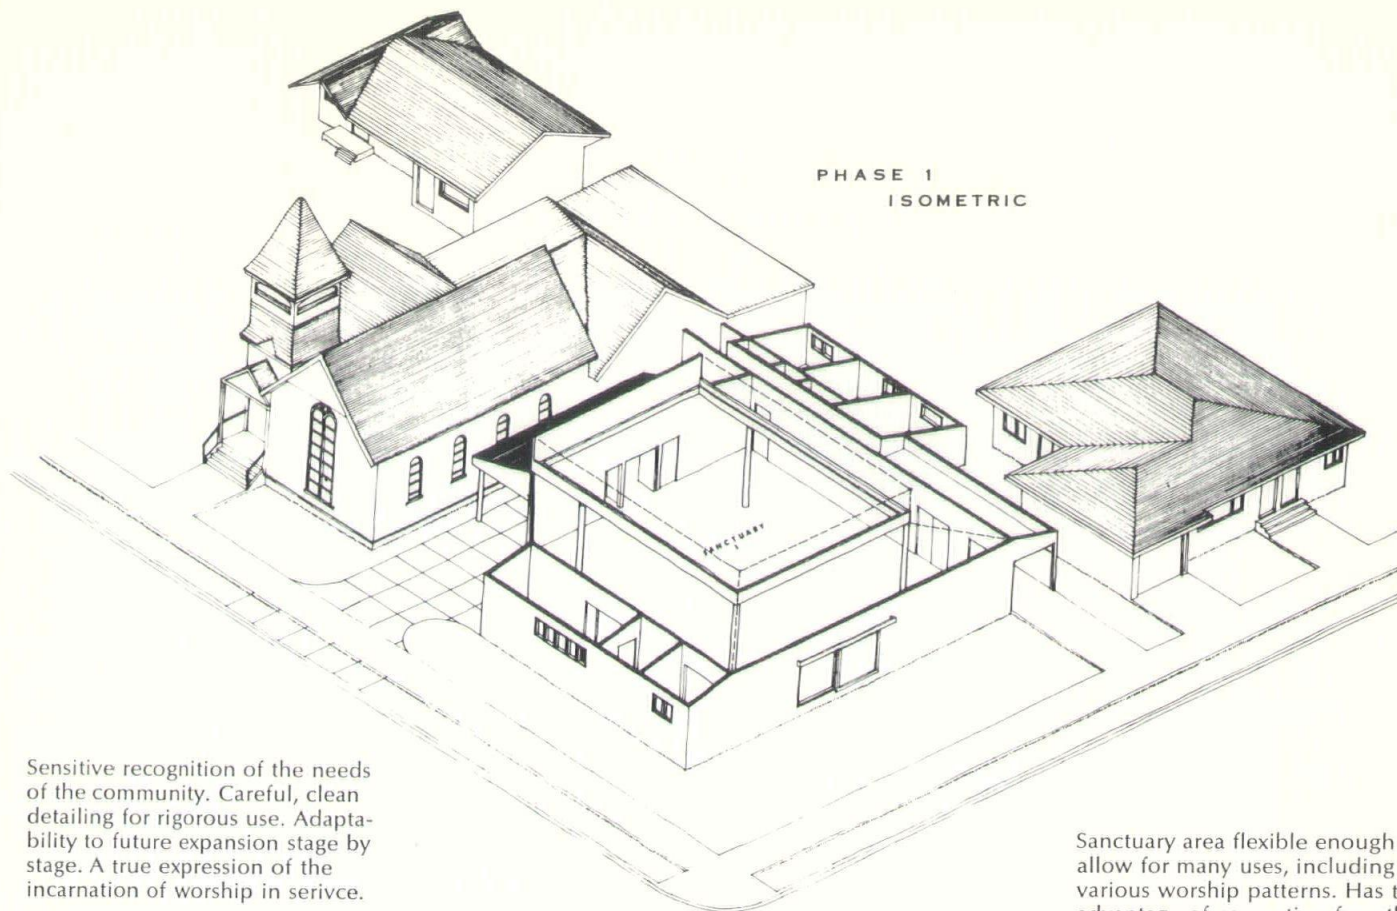 PHASE 1
ISOMETRIC
SANCTUARY
1
Sensitive recognition of the needs
of the community. Careful, clean
detailing for rigorous use. Adapta-
bility to future expansion stage by
stage. A true expression of the
incarnation of worship in serivce.
Sanctuary area flexible enough
allow for many uses, including
various worship patterns. Has